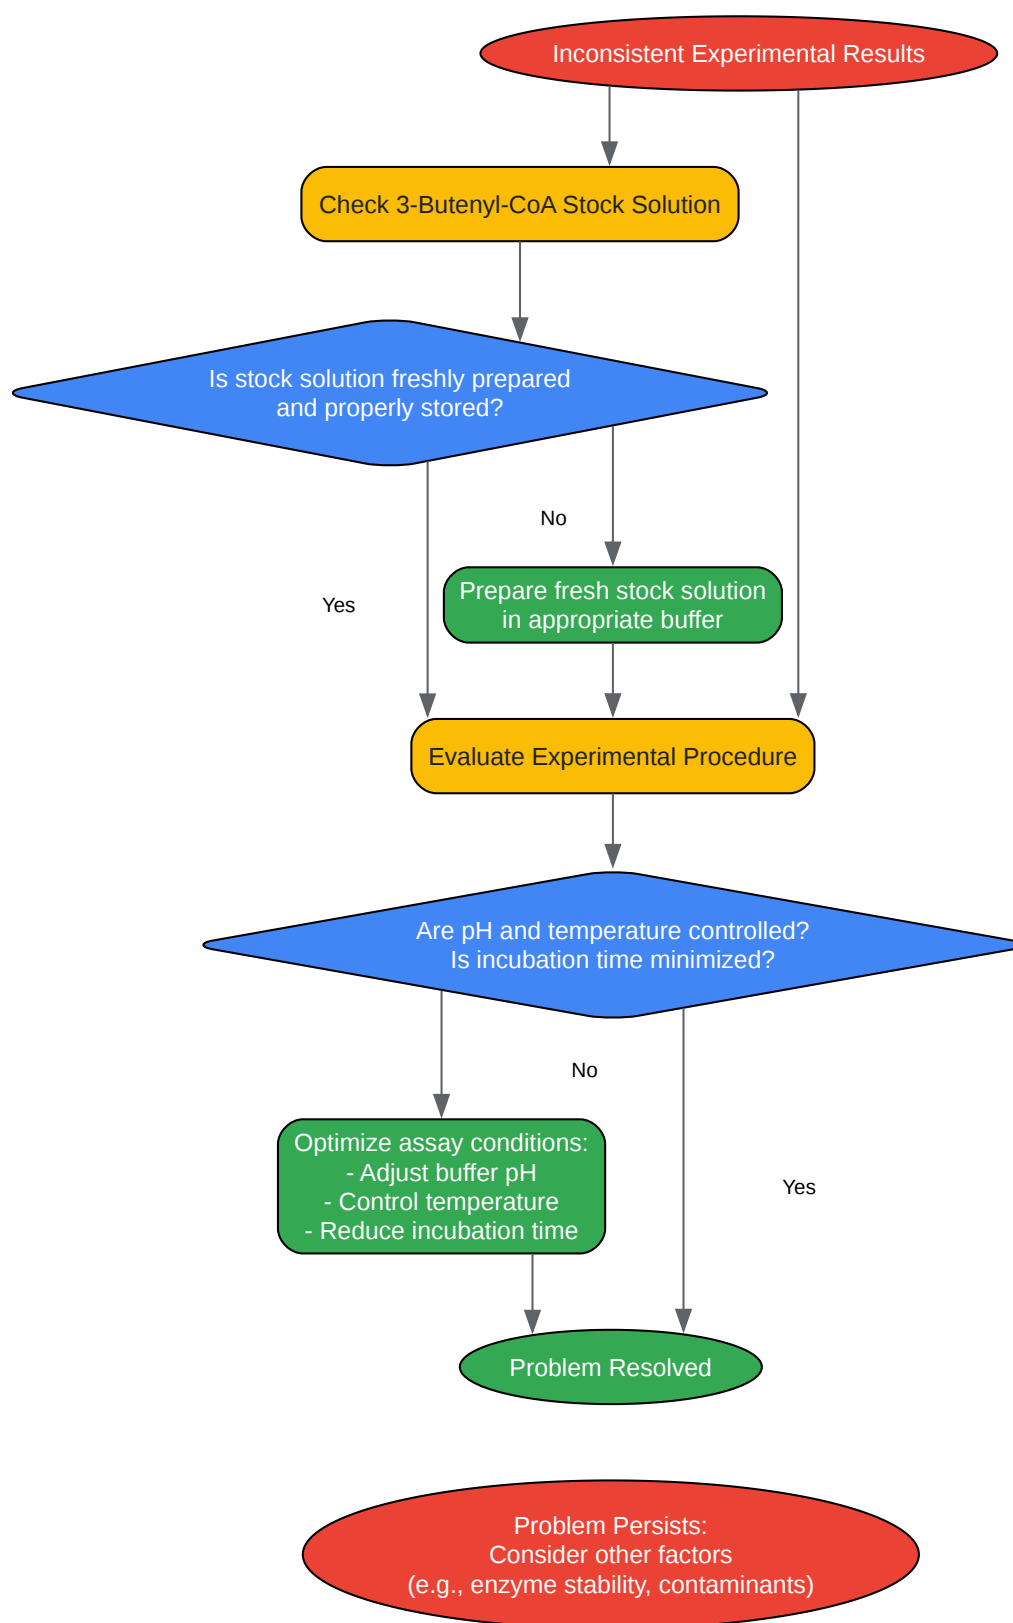 Inconsistent Experimental Results
Check 3-Butenyl-CoA Stock Solution
Is stock solution freshly prepared
and properly stored?
No
Yes
Prepare fresh stock solution
in appropriate buffer
Evaluate Experimental Procedure
Are pH and temperature controlled?
Is incubation time minimized?
No
Yes
Optimize assay conditions:
- Adjust buffer pH
- Control temperature
- Reduce incubation time
Problem Resolved
Problem Persists:
Consider other factors
(e.g., enzyme stability, contaminants)